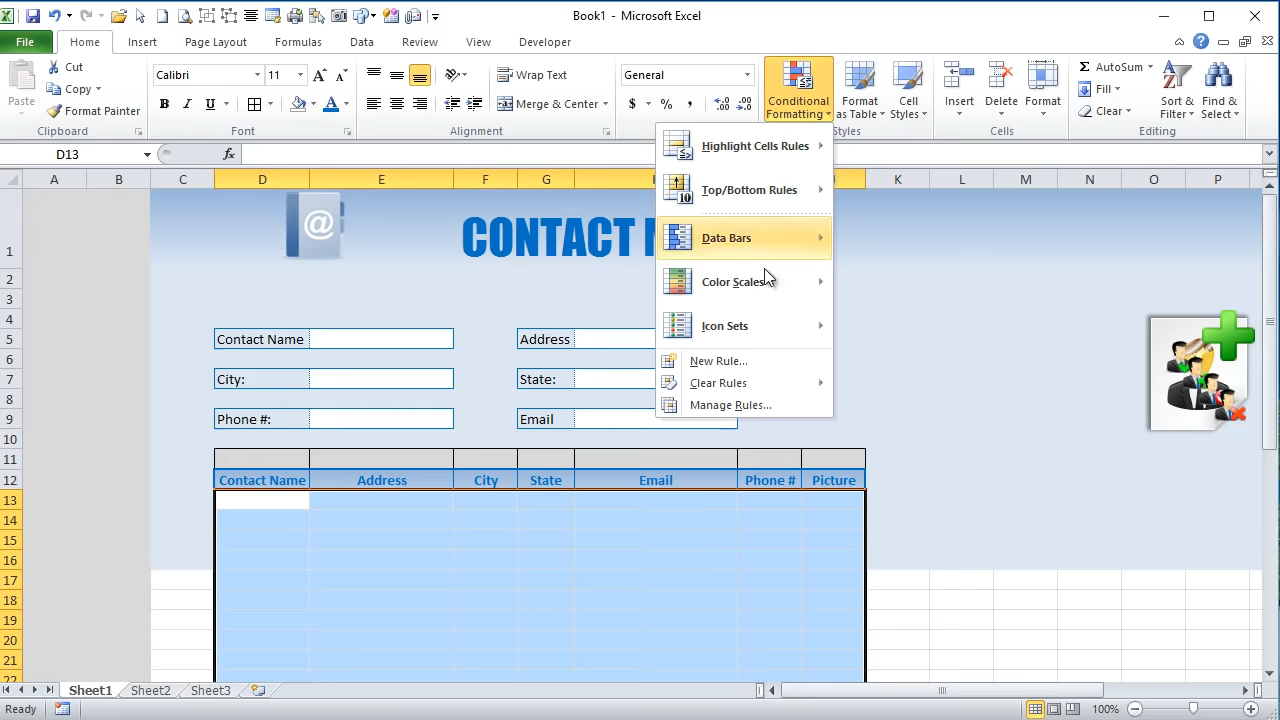 Book1 - Microsoft Excel
File Home Insert Page Layout Formulas Data Review View Developer
Paste
Cut
Copy
Format Painter
Clipboard
Calibri 11
B I U
Font
Wrap Text
Merge & Center
Alignment
General
$ % ,
Conditional Formatting
Format as Table
Cell Styles
Styles
Insert Delete Format
Cells
AutoSum
Fill
Clear
Sort & Filter
Find & Select
Editing
D13 fx
Highlight Cells Rules
Top/Bottom Rules
Data Bars
Color Scales
Icon Sets
New Rule...
Clear Rules
Manage Rules...
A B C D E F G K L M N O P
1 @ CONTACT
2
3
4
5 Contact Name Address
6
7 City: State:
8
9 Phone #: Email
10
11
12 Contact Name Address City State Email Phone # Picture
13
14
15
16
17
18
19
20
21
22
Sheet1 Sheet2 Sheet3
Ready 100%